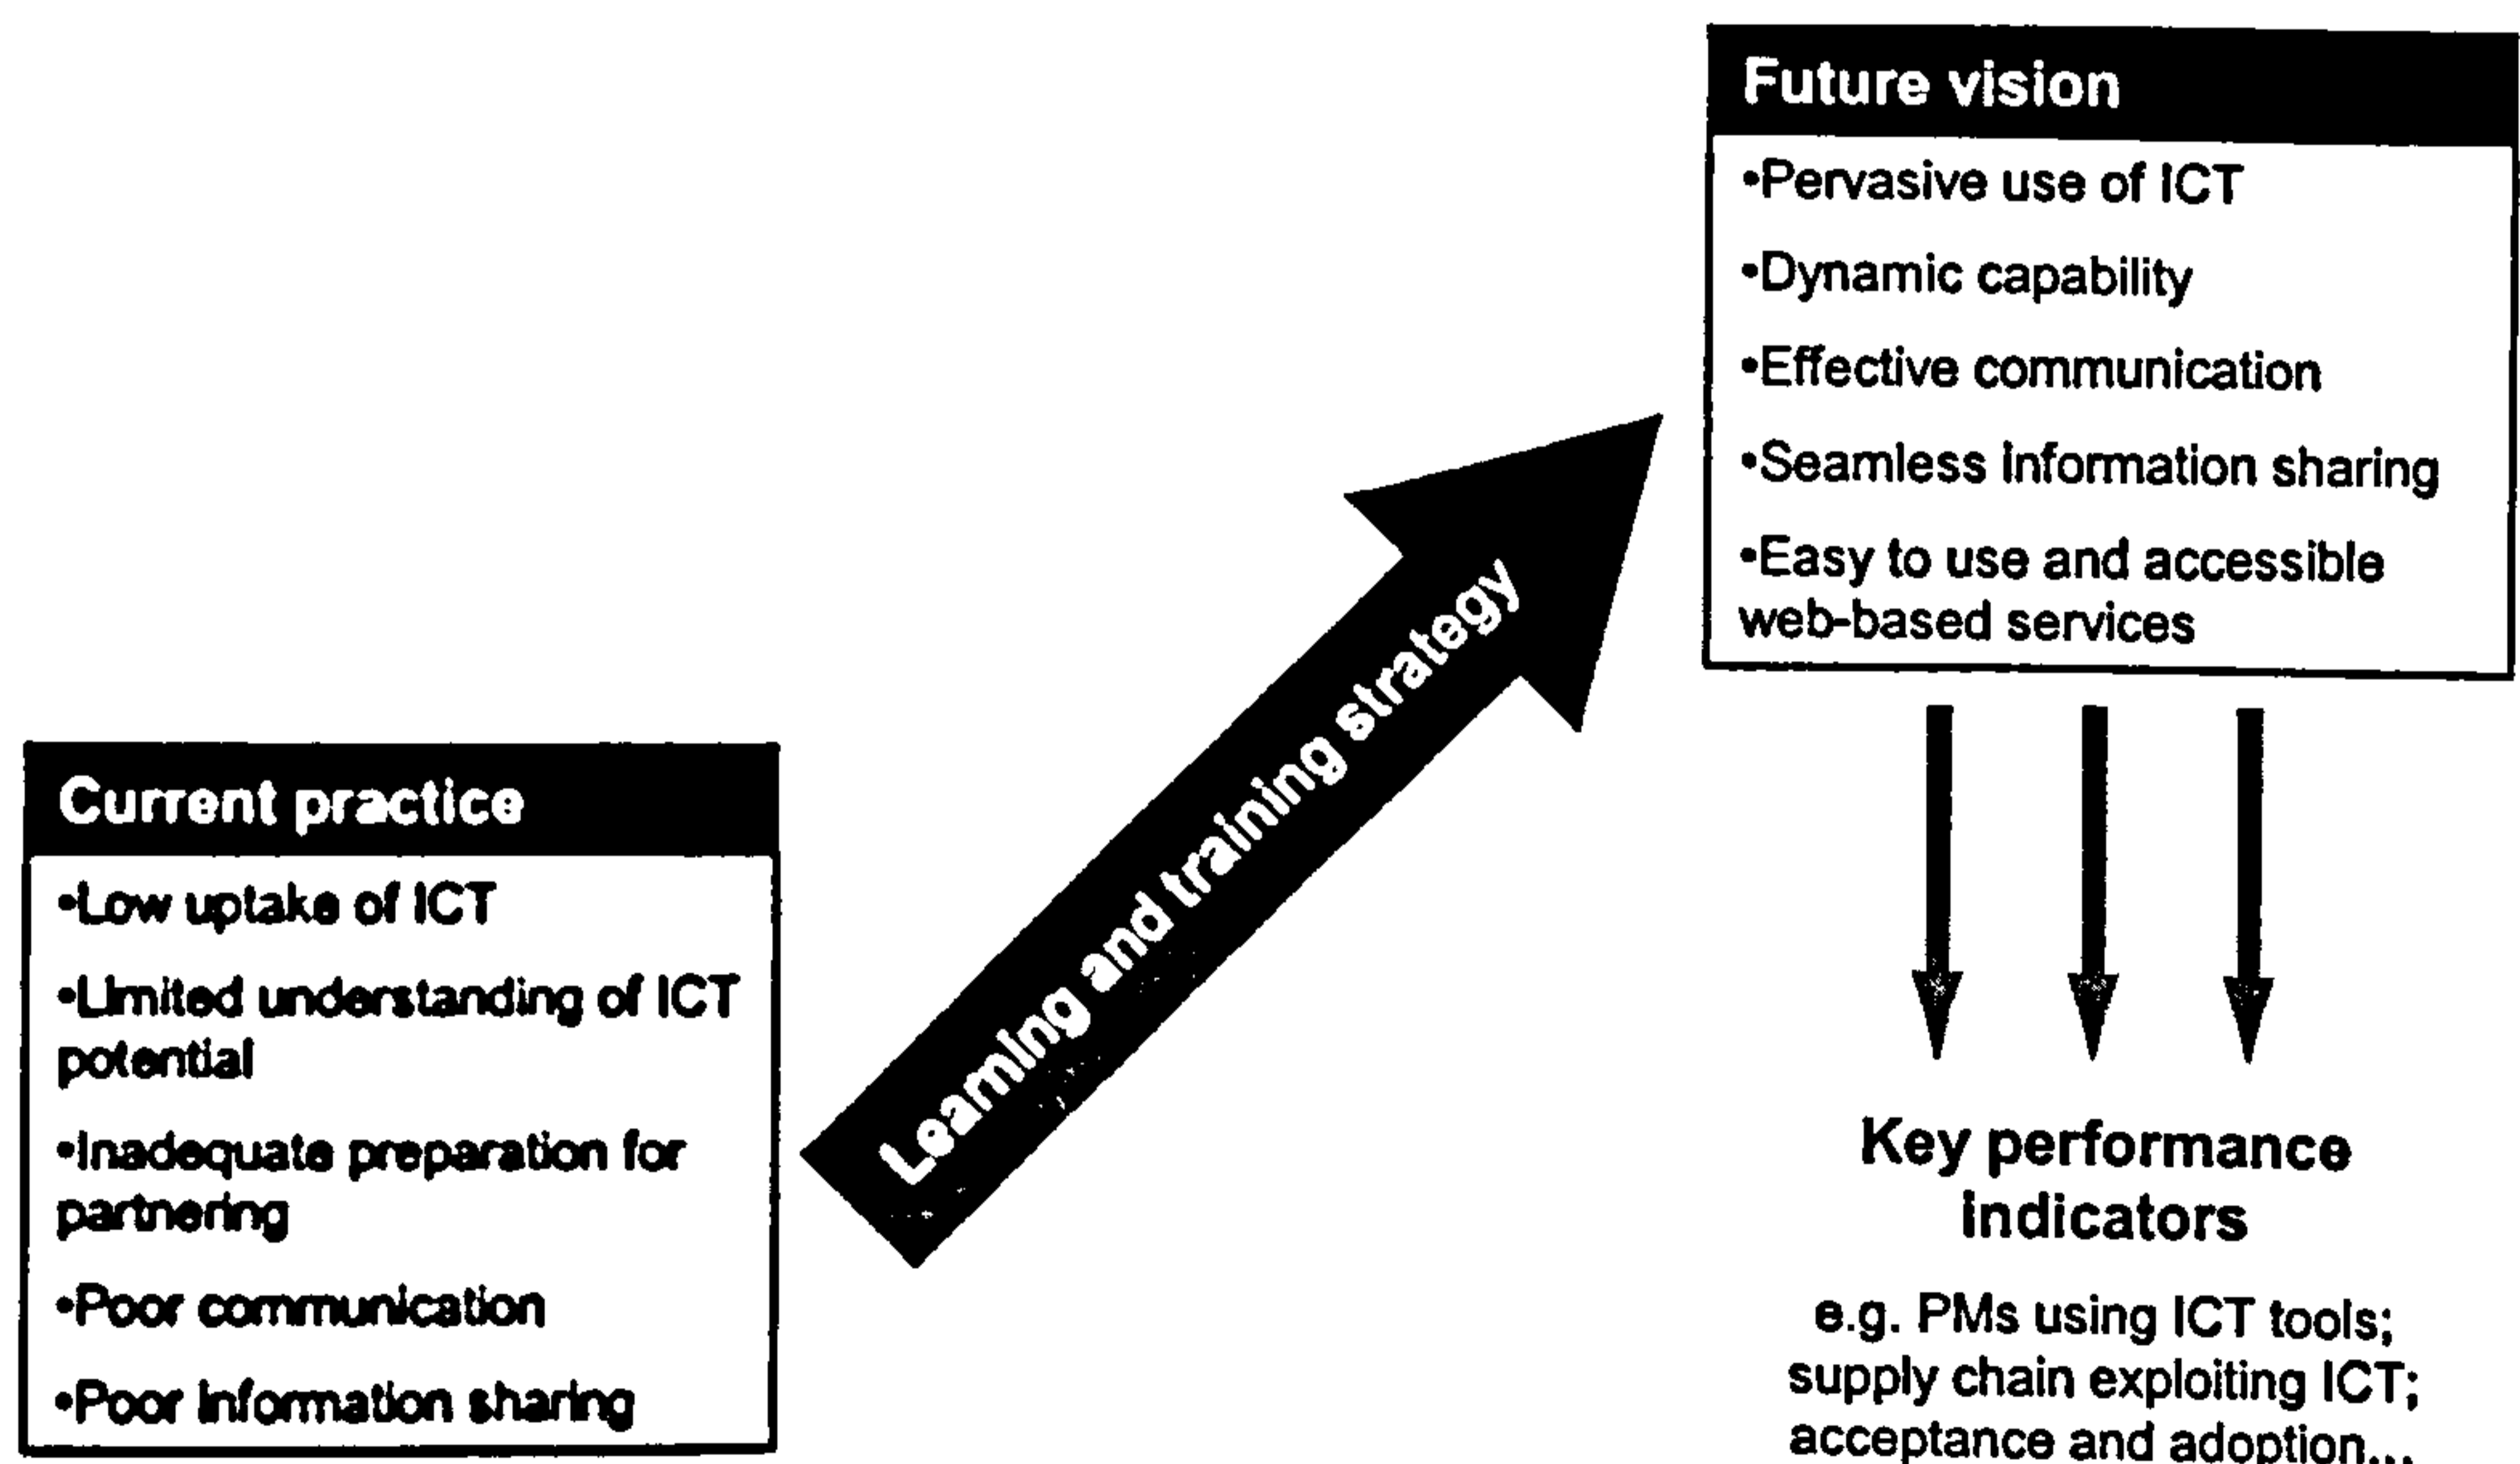 Future vision
•Pervasive use of ICT
•Dynamic capability
•Effective communication
•Seamless information sharing
•Easy to use and accessible
web-based services
Learning and training strategy
Current practice
•Low uptake of ICT
•Limited understanding of ICT
potential
•Inadequate preparation for
partnering
•Poor communication
•Poor information sharing
Key performance
indicators
e.g. PMs using ICT tools;
supply chain exploiting ICT;
acceptance and adoption...